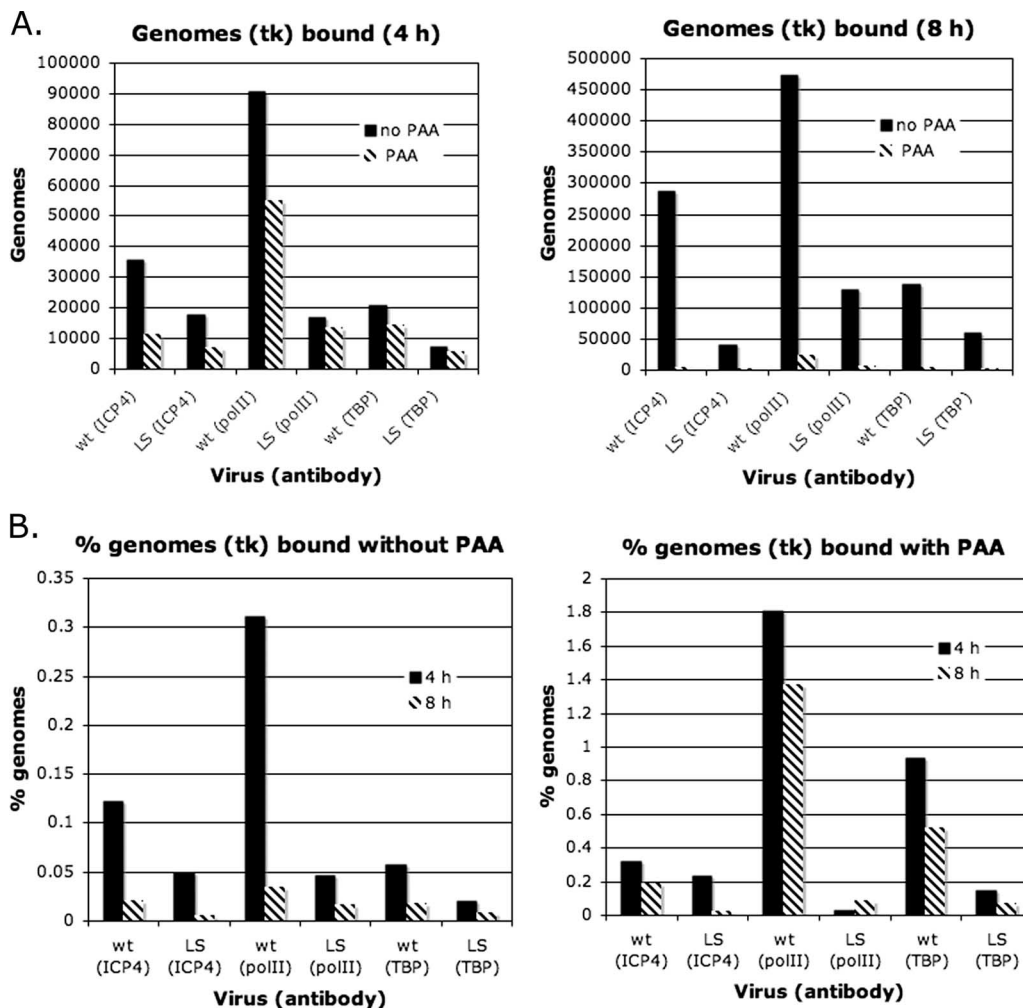 A.
Genomes (tk) bound (4 h)
100000
90000
80000
70000
60000
50000
40000
30000
20000
10000
0
Genomes
no PAA
PAA
wt (ICP4)
LS (ICP4)
wt (polII)
LS (polII)
wt (TBP)
LS (TBP)
Virus (antibody)
Genomes (tk) bound (8 h)
500000
450000
400000
350000
300000
250000
200000
150000
100000
50000
0
Genomes
no PAA
PAA
wt (ICP4)
LS (ICP4)
wt (polII)
LS (polII)
wt (TBP)
LS (TBP)
Virus (antibody)
B.
% genomes (tk) bound without PAA
0.35
0.3
0.25
0.2
0.15
0.1
0.05
0
% genomes
4 h
8 h
wt LS wt LS wt LS
(ICP4) (ICP4) (polII) (polII) (TBP) (TBP)
Virus (antibody)
% genomes (tk) bound with PAA
2
1.8
1.6
1.4
1.2
1
0.8
0.6
0.4
0.2
0
% genomes
4 h
8 h
wt LS wt LS wt LS
(ICP4) (ICP4) (polII) (polII) (TBP) (TBP)
Virus (antibody)